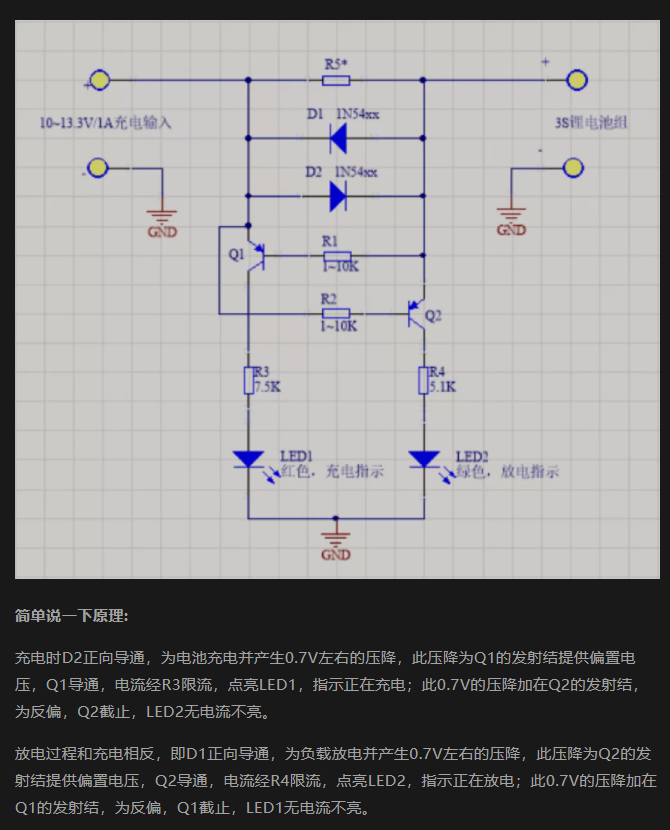 R5*
+
+
D1 1N54xx
10~13.3V/1A充电输入
3S锂电池组
-
-
D2 1N54xx
GND
GND
Q1
R1
1~10K
R2
1~10K
Q2
R3
7.5K
R4
5.1K
LED1
红色，充电指示
LED2
绿色，放电指示
GND
简单说一下原理:
充电时D2正向导通，为电池充电并产生0.7V左右的压降，此压降为Q1的发射结提供偏置电
压，Q1导通，电流经R3限流，点亮LED1，指示正在充电；此0.7V的压降加在Q2的发射结，
为反偏，Q2截止，LED2无电流不亮。
放电过程和充电相反，即D1正向导通，为负载放电并产生0.7V左右的压降，此压降为Q2的发
射结提供偏置电压，Q2导通，电流经R4限流，点亮LED2，指示正在放电；此0.7V的压降加在
Q1的发射结，为反偏，Q1截止，LED1无电流不亮。